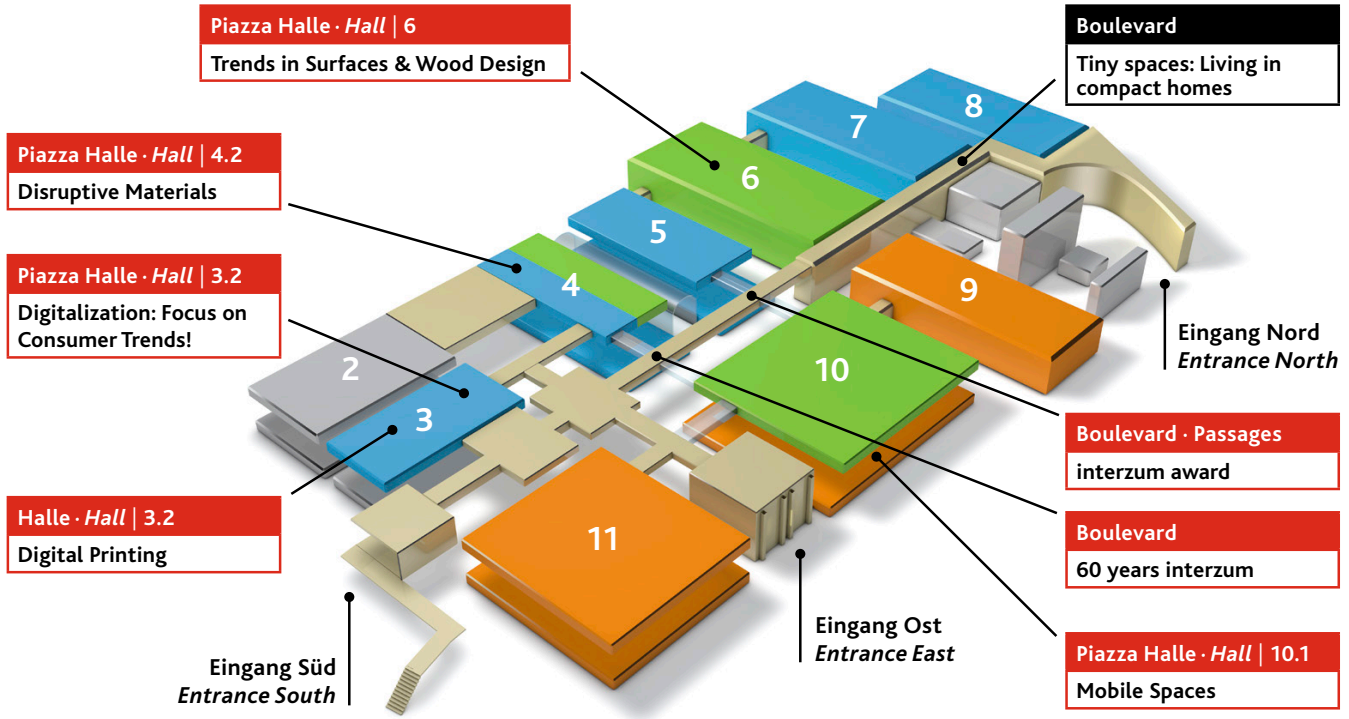 Piazza Halle · Hall | 6
Trends in Surfaces & Wood Design
Boulevard
Tiny spaces: Living in
compact homes
Piazza Halle · Hall | 4.2
Disruptive Materials
Piazza Halle · Hall | 3.2
Digitalization: Focus on
Consumer Trends!
Halle · Hall | 3.2
Digital Printing
8
7
6
5
4
9
10
2
3
11
Eingang Nord
Entrance North
Boulevard · Passages
interzum award
Boulevard
60 years interzum
Piazza Halle · Hall | 10.1
Mobile Spaces
Eingang Ost
Entrance East
Eingang Süd
Entrance South